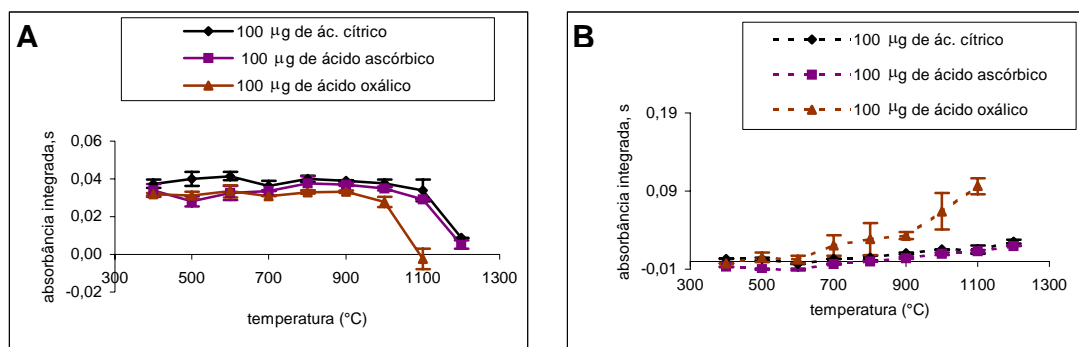 A
100 µg de ác. cítrico
100 µg de ácido ascórbico
100 µg de ácido oxálico
absorbância integrada,s
0,06
0,04
0,02
0,00
-0,02
300
500
700
900
1100
1300
temperatura (°C)
B
100 µg de ác. cítrico
100 µg de ácido ascórbico
100 µg de ácido oxálico
absorbância integrada, s
0,19
0,09
-0,01
300
500
700
900
1100
1300
temperatura (°C)